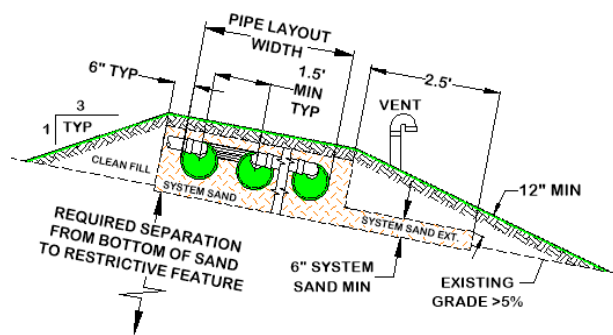 PIPE LAYOUT
WIDTH
6" TYP
1.5'
MIN
TYP
2.5'
VENT
3
1
TYP
CLEAN FILL
SYSTEM SAND
12" MIN
SYSTEM SAND EXT.
REQUIRED SEPARATION
FROM BOTTOM OF SAND
TO RESTRICTIVE FEATURE
6" SYSTEM
SAND MIN
EXISTING
GRADE >5%